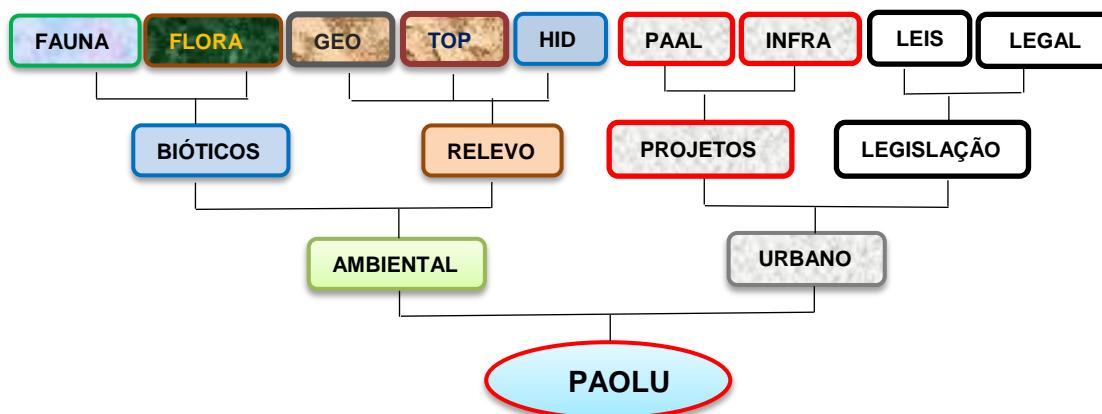 FAUNA FLORA GEO TOP HID PAAL INFRA LEIS LEGAL
BIÓTICOS RELEVO PROJETOS LEGISLAÇÃO
AMBIENTAL URBANO
PAOLU